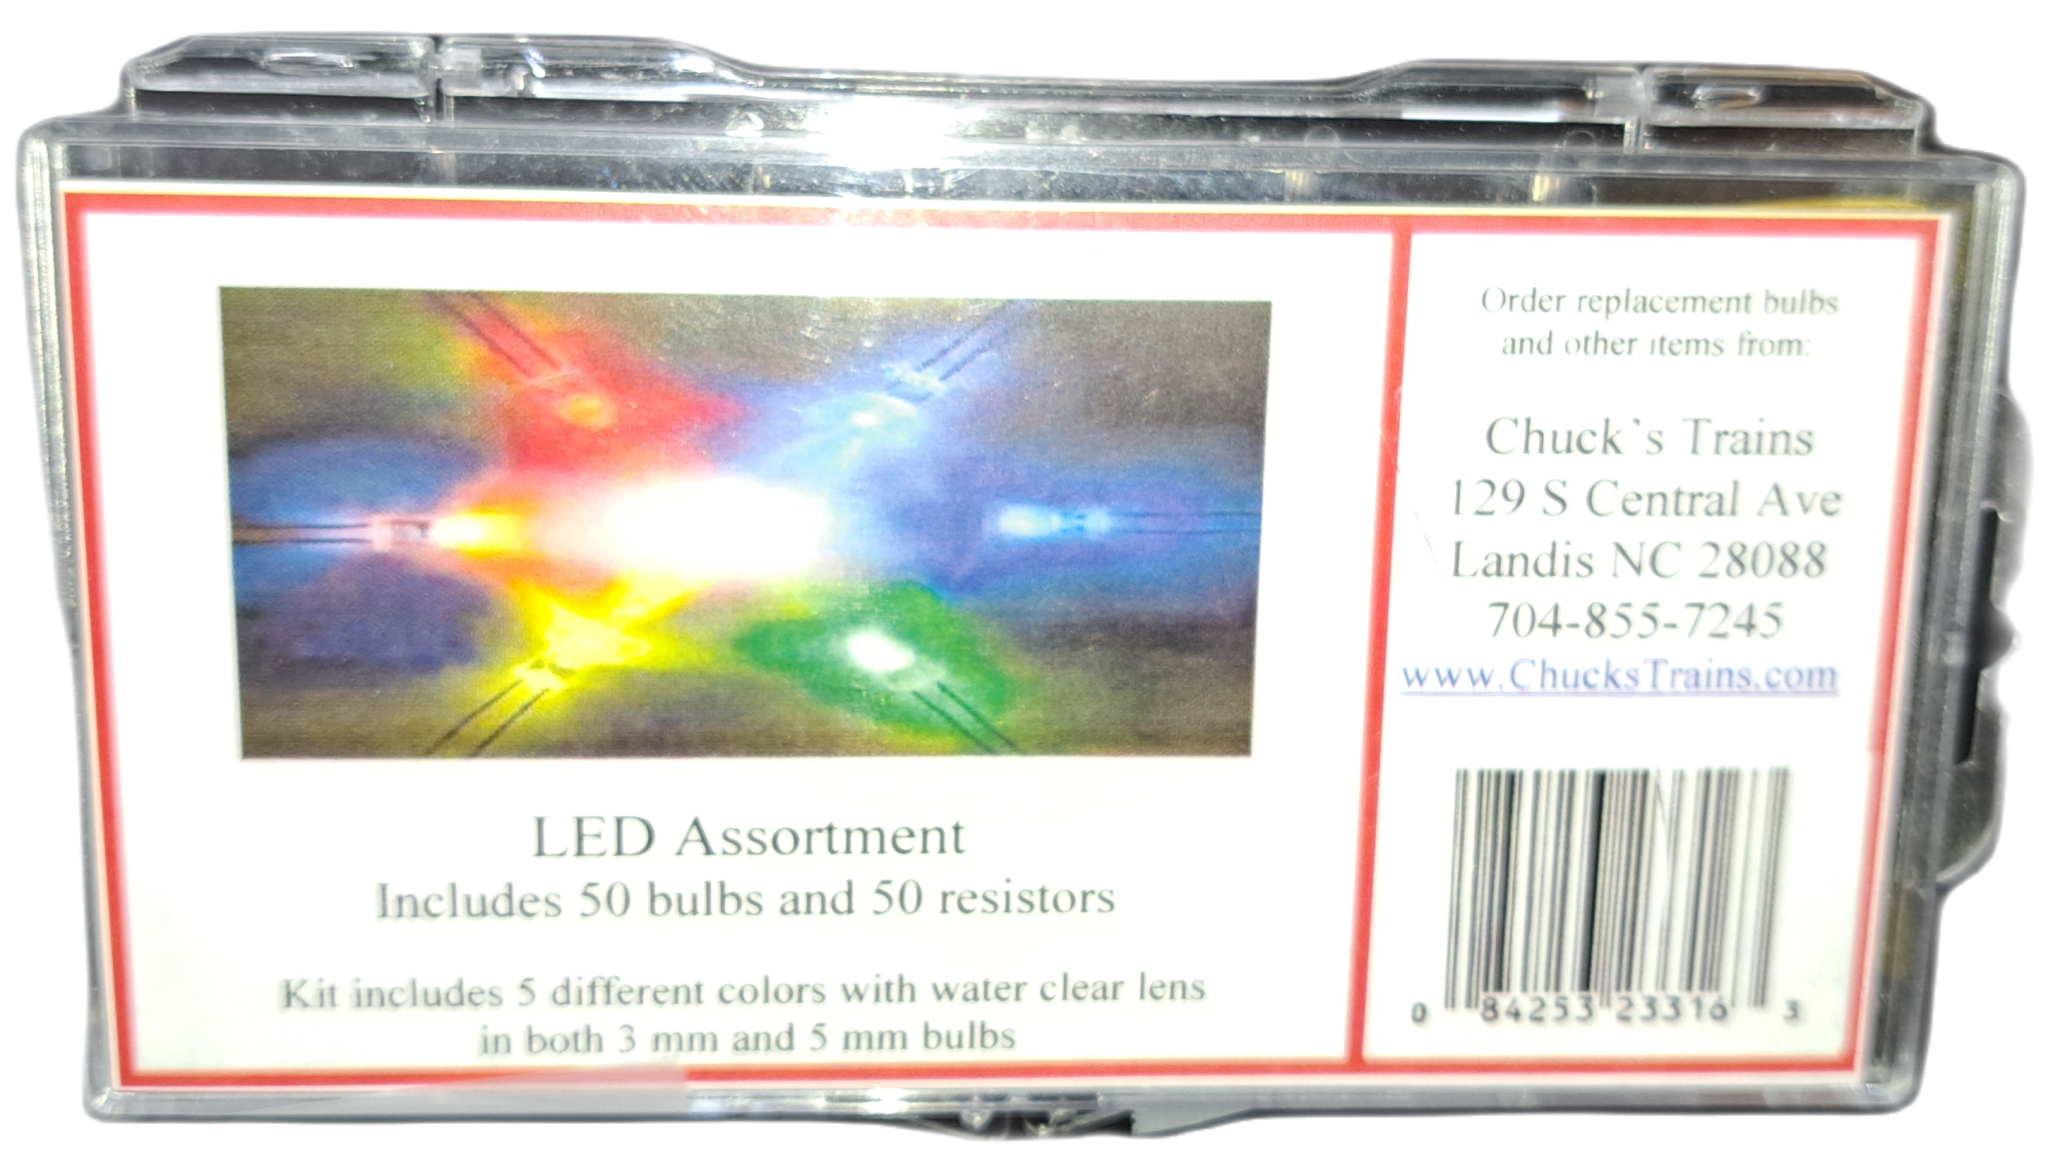 LED Assortment
Includes 50 bulbs and 50 resistors
Kit includes 5 different colors with water clear lens
in both 3 mm and 5 mm bulbs
Order replacement bulbs
and other items from:
Chuck's Trains
129 S Central Ave
Landis NC 28088
704-855-7245
www.ChucksTrains.com
0 84253 23316 3